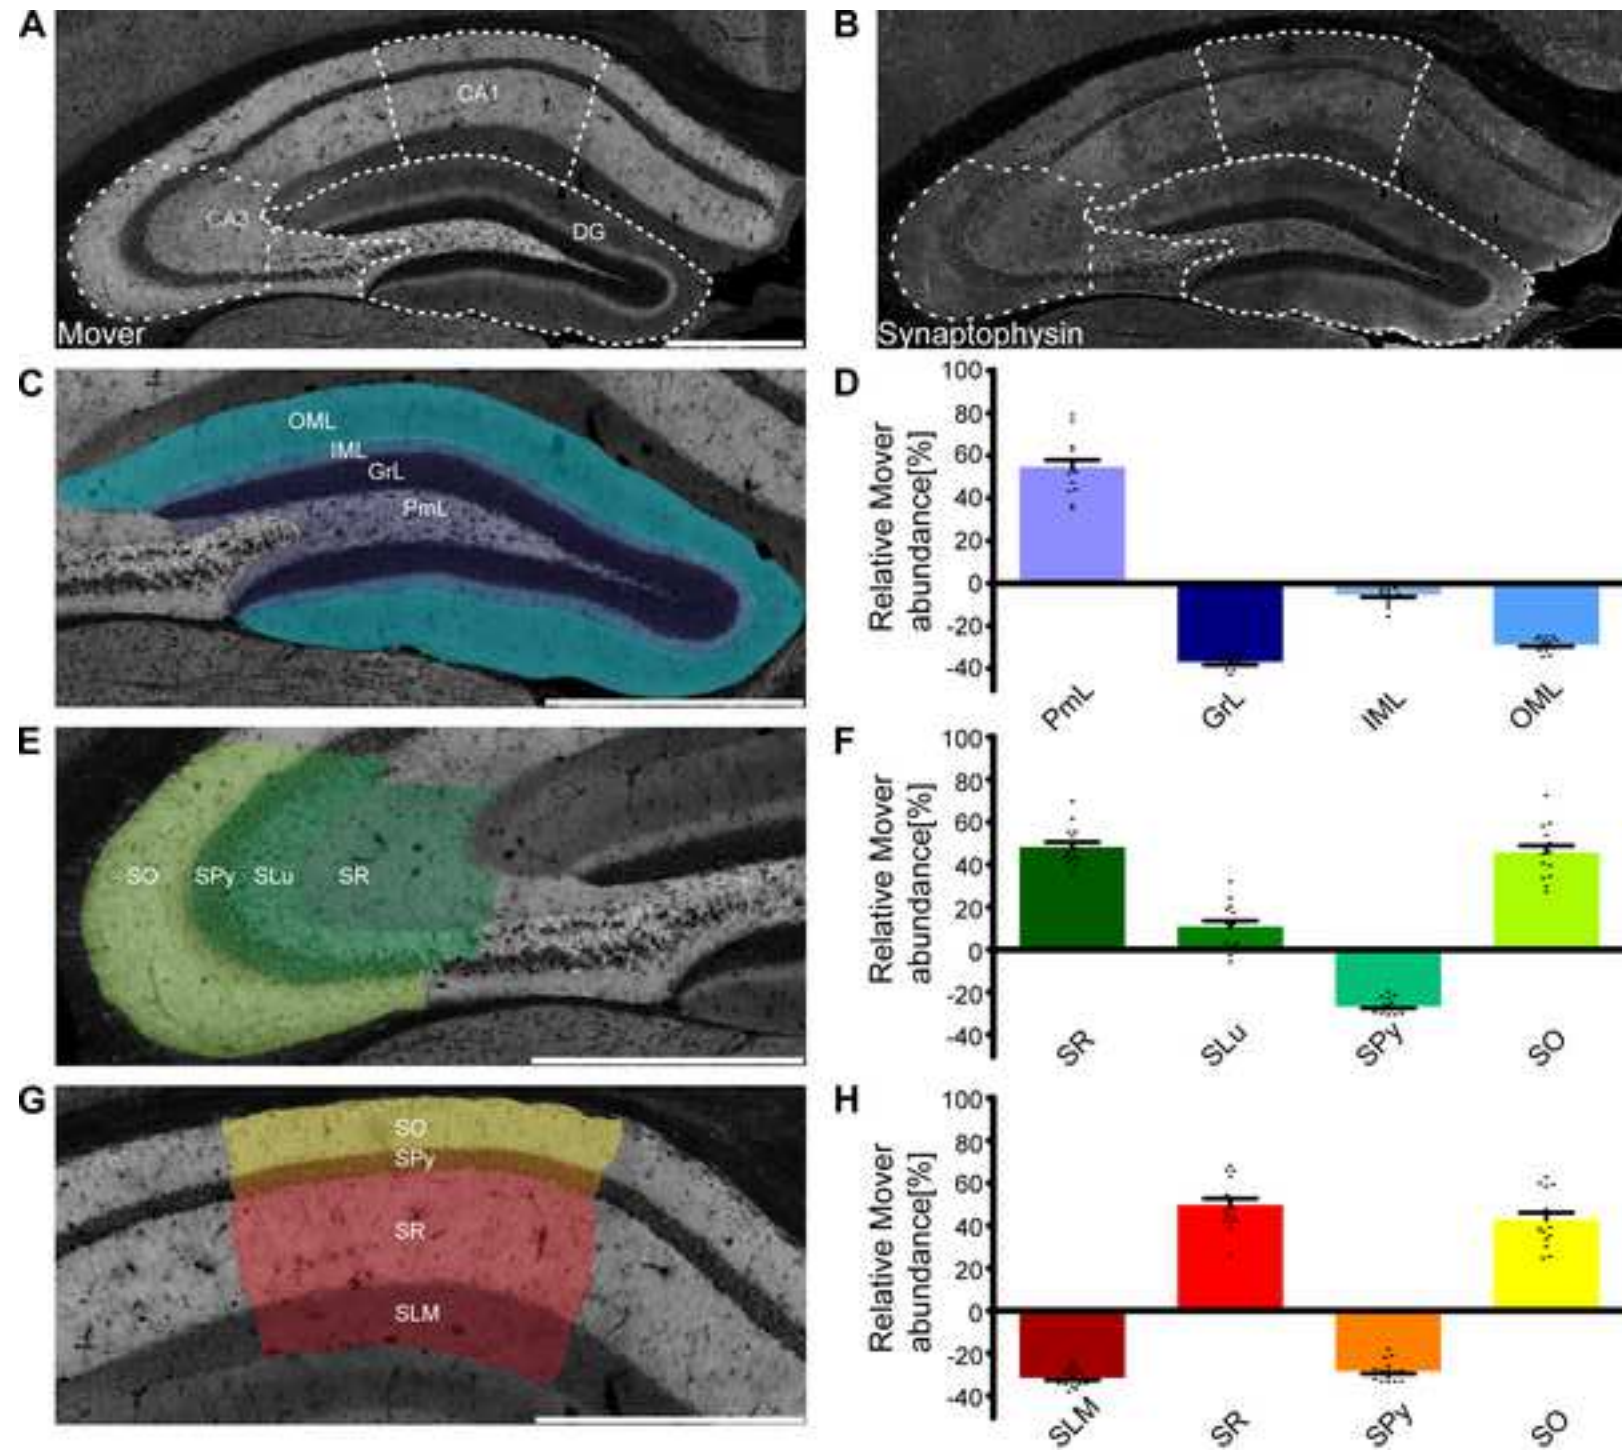 A
CA1
CA3
DG
Mover
B
Synaptophysin
C
OML
IML
GrL
PmL
D
Relative Mover
abundance[%]
100
80
60
40
20
0
-20
-40
PmL
GrL
IML
OML
E
SO
SPy
SLu
SR
F
Relative Mover
abundance[%]
100
80
60
40
20
0
-20
-40
SR
SLu
SPy
SO
G
SO
SPy
SR
SLM
H
Relative Mover
abundance[%]
100
80
60
40
20
0
-20
-40
SLM
SR
SPy
SO